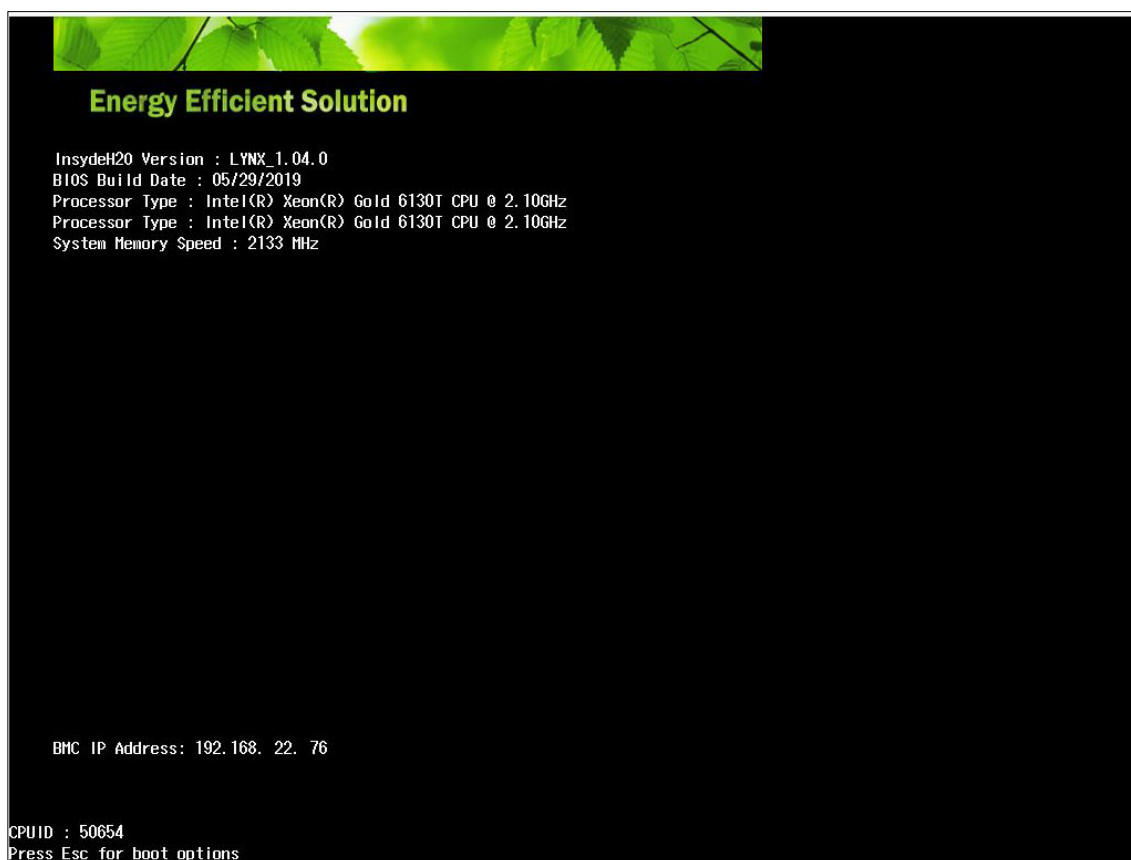 Energy Efficient Solution
InsydeH2O Version : LYNX_1.04.0
BIOS Build Date : 05/29/2019
Processor Type : Intel(R) Xeon(R) Gold 6130T CPU @ 2.10GHz
Processor Type : Intel(R) Xeon(R) Gold 6130T CPU @ 2.10GHz
System Memory Speed : 2133 MHz
BMC IP Address: 192.168. 22. 76
CPUID : 50654
Press Esc for boot options